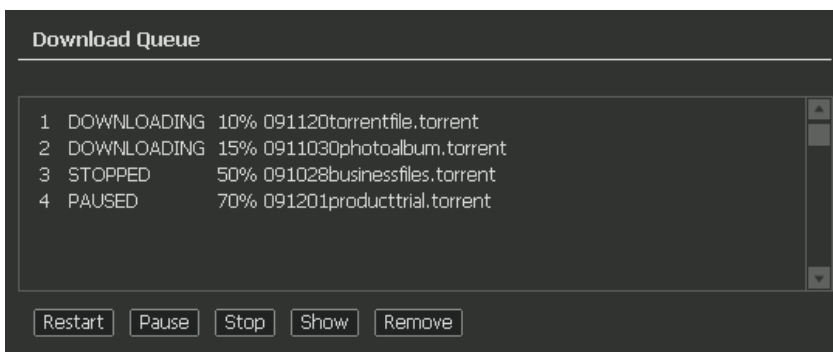 Download Queue
1 DOWNLOADING 10% 091120torrentfile.torrent
2 DOWNLOADING 15% 0911030photoalbum.torrent
3 STOPPED 50% 091028businessfiles.torrent
4 PAUSED 70% 091201producttrial.torrent
Restart Pause Stop Show Remove